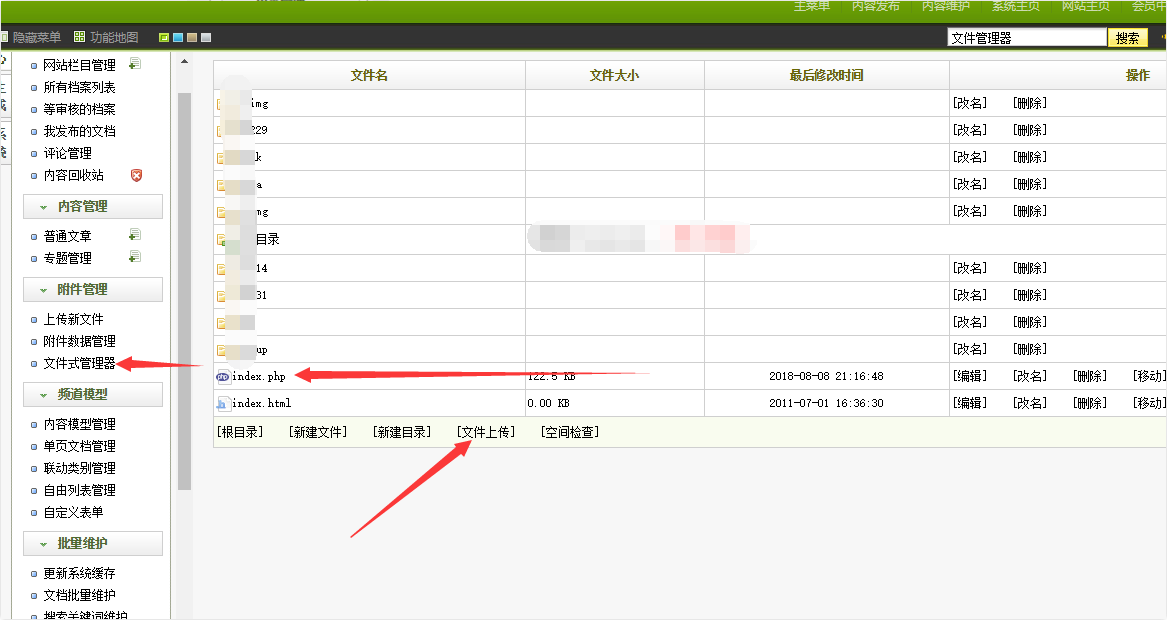 主菜单 内容发布 内容维护 系统主页 网站主页 会员中
隐藏菜单 功能地图 文件管理器 搜索
网站栏目管理
所有档案列表
等审核的档案
我发布的文档
评论管理
内容回收站
内容管理
普通文章
专题管理
附件管理
上传新文件
附件数据管理
文件式管理器
频道模型
内容模型管理
单页文档管理
联动类别管理
自由列表管理
自定义表单
批量维护
更新系统缓存
文档批量维护
搜索关键词维护
文件名 文件大小 最后修改时间 操作
img [改名] [删除]
229 [改名] [删除]
k [改名] [删除]
a [改名] [删除]
mg [改名] [删除]
目录
14 [改名] [删除]
31 [改名] [删除]
[改名] [删除]
up [改名] [删除]
index.php 122.5 KB 2018-08-08 21:16:48 [编辑] [改名] [删除] [移动]
index.html 0.00 KB 2011-07-01 16:36:30 [编辑] [改名] [删除] [移动]
[根目录] [新建文件] [新建目录] [文件上传] [空间检查]